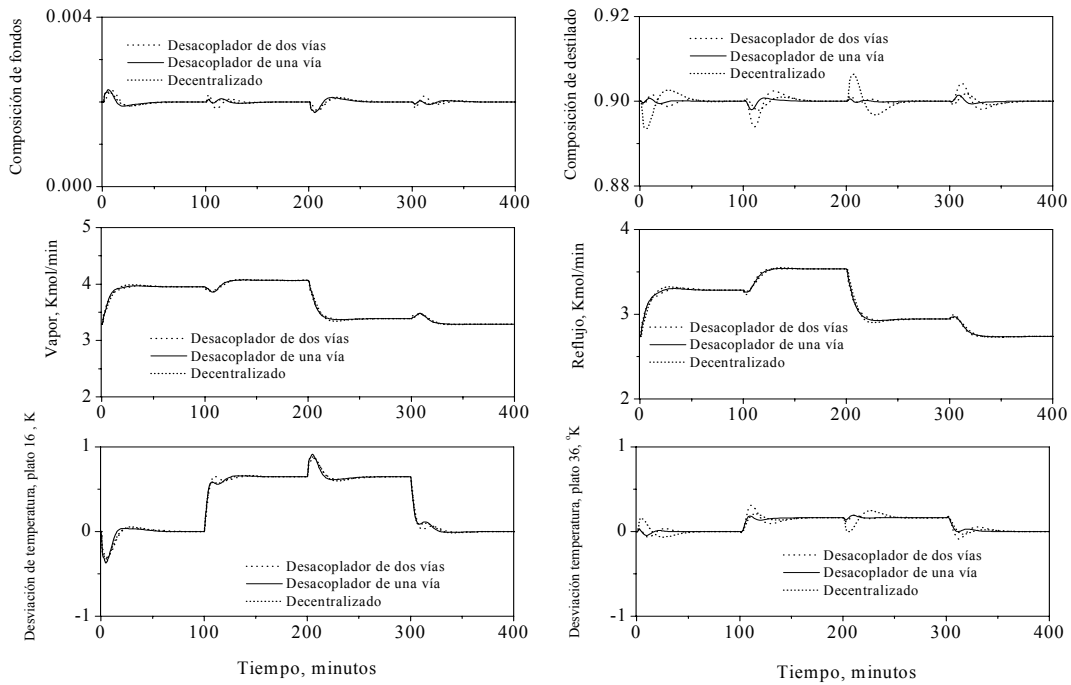 Composición de fondos
0.004
0.000
Desacoplador de dos vías
Desacoplador de una vía
Decentralizado
0 100 200 300 400
Composición de destilado
0.92
0.90
0.88
Desacoplador de dos vías
Desacoplador de una vía
Decentralizado
0 100 200 300 400
Vapor, Kmol/min
5
4
3
2
Desacoplador de dos vías
Desacoplador de una vía
Decentralizado
0 100 200 300 400
Reflujo, Kmol/min
4
3
2
Desacoplador de dos vías
Desacoplador de una vía
Decentralizado
0 100 200 300 400
Desviación de temperatura, plato 16 , K
1
0
-1
Desacoplador de dos vías
Desacoplador de una vía
Decentralizado
0 100 200 300 400
Tiempo, minutos
Desviación temperatura, plato 36, °K
1
0
-1
Desacoplador de dos vías
Desacoplador de una vía
Decentralizado
0 100 200 300 400
Tiempo, minutos